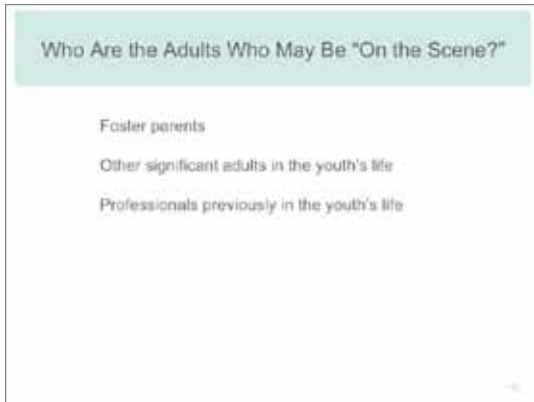 Who Are the Adults Who May Be "On the Scene?"
Foster parents
Other significant adults in the youth's life
Professionals previously in the youth's life